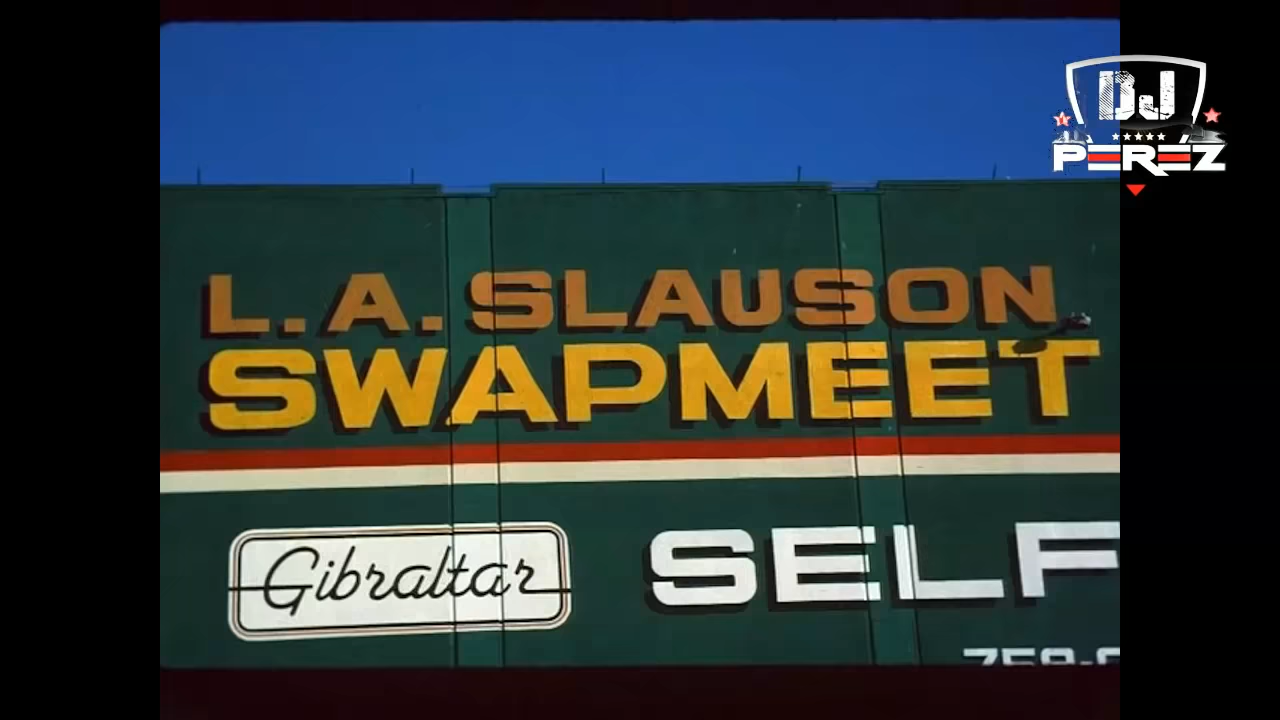 DJ
PEREZ
L.A. SLAUSON
SWAPMEET
Gibraltar
SELF